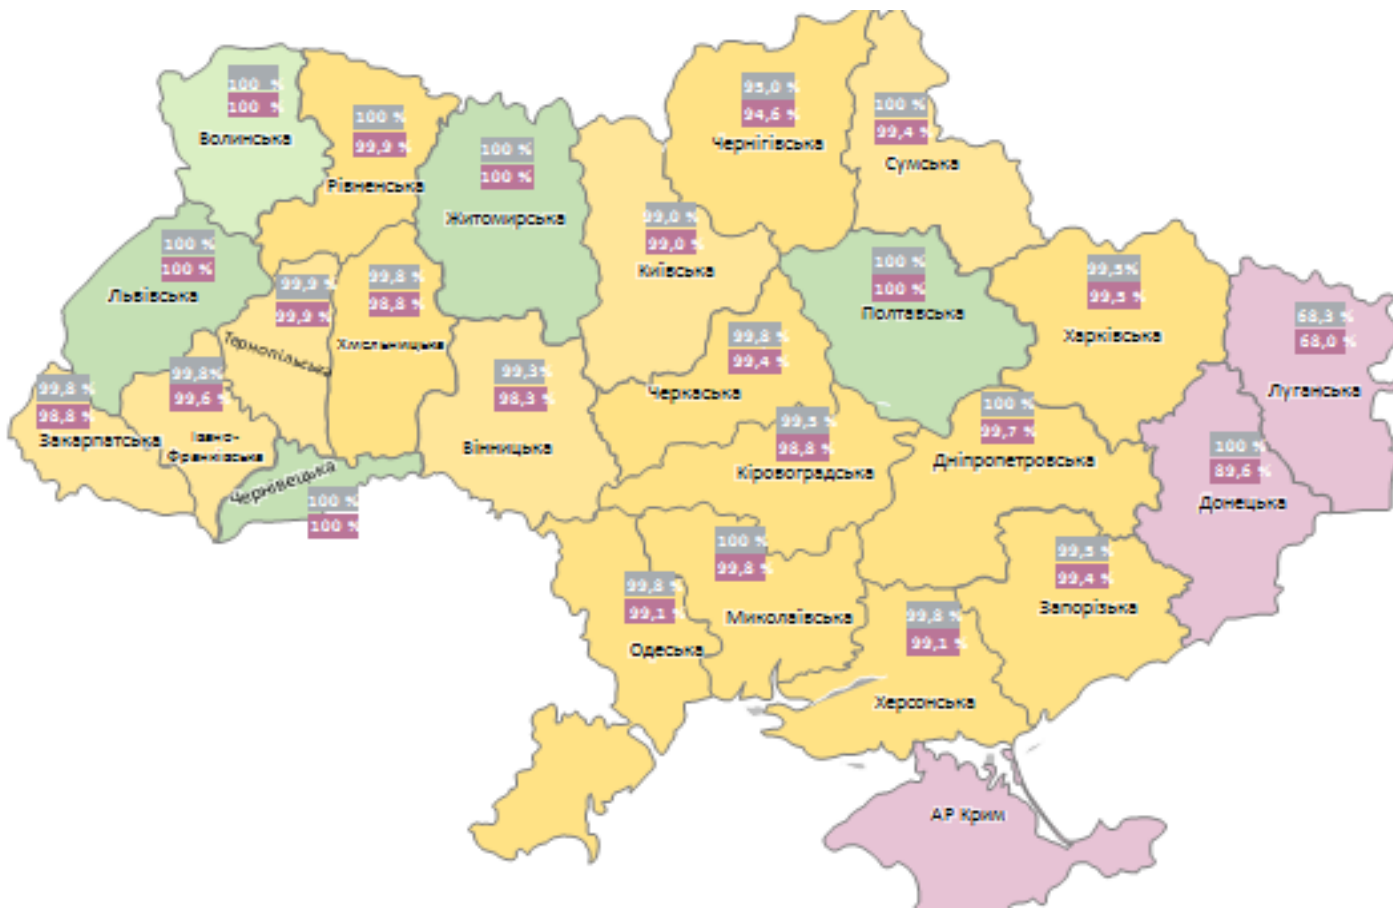 100 %
100 %
Волинська
100 %
99,9 %
Рівненська
100 %
100 %
Житомирська
95,0 %
94,6 %
Чернігівська
100 %
99,4 %
Сумська
99,0 %
99,0 %
Київська
100 %
100 %
Львівська
99,9 %
99,9 %
Тернопільська
99,8 %
98,8 %
Хмельницька
100 %
100 %
Полтавська
99,5%
99,5 %
Харківська
68,3 %
68,0 %
Луганська
99,8 %
98,8 %
Закарпатська
99,8%
99,6 %
Івано-
Франківська
99,3%
98,3 %
Вінницька
99,8 %
99,4 %
Черкаська
99,5 %
98,8 %
Кіровоградська
100 %
99,7 %
Дніпропетровська
100 %
89,6 %
Донецька
Чернівецька
100 %
100 %
99,8 %
99,1 %
Одеська
100 %
99,8 %
Миколаївська
99,8 %
99,1 %
Херсонська
99,5 %
99,4 %
Запорізька
АР Крим